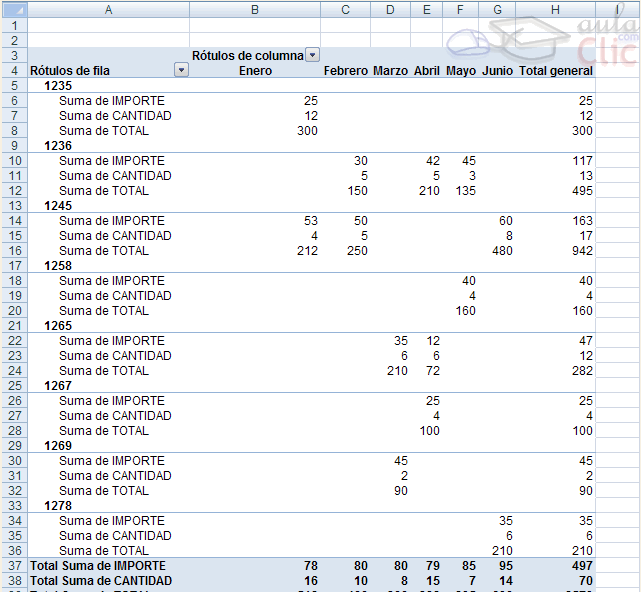 A B C D E F G H I
1
2
3 Rótulos de columna
4 Rótulos de fila Enero Febrero Marzo Abril Mayo Junio Total general
5 1235
6 Suma de IMPORTE 25 25
7 Suma de CANTIDAD 12 12
8 Suma de TOTAL 300 300
9 1236
10 Suma de IMPORTE 30 42 45 117
11 Suma de CANTIDAD 5 5 3 13
12 Suma de TOTAL 150 210 135 495
13 1245
14 Suma de IMPORTE 53 50 60 163
15 Suma de CANTIDAD 4 5 8 17
16 Suma de TOTAL 212 250 480 942
17 1258
18 Suma de IMPORTE 40 40
19 Suma de CANTIDAD 4 4
20 Suma de TOTAL 160 160
21 1265
22 Suma de IMPORTE 35 12 47
23 Suma de CANTIDAD 6 6 12
24 Suma de TOTAL 210 72 282
25 1267
26 Suma de IMPORTE 25 25
27 Suma de CANTIDAD 4 4
28 Suma de TOTAL 100 100
29 1269
30 Suma de IMPORTE 45 45
31 Suma de CANTIDAD 2 2
32 Suma de TOTAL 90 90
33 1278
34 Suma de IMPORTE 35 35
35 Suma de CANTIDAD 6 6
36 Suma de TOTAL 210 210
37 Total Suma de IMPORTE 78 80 80 79 85 95 497
38 Total Suma de CANTIDAD 16 10 8 15 7 14 70
aula
.com
Clic